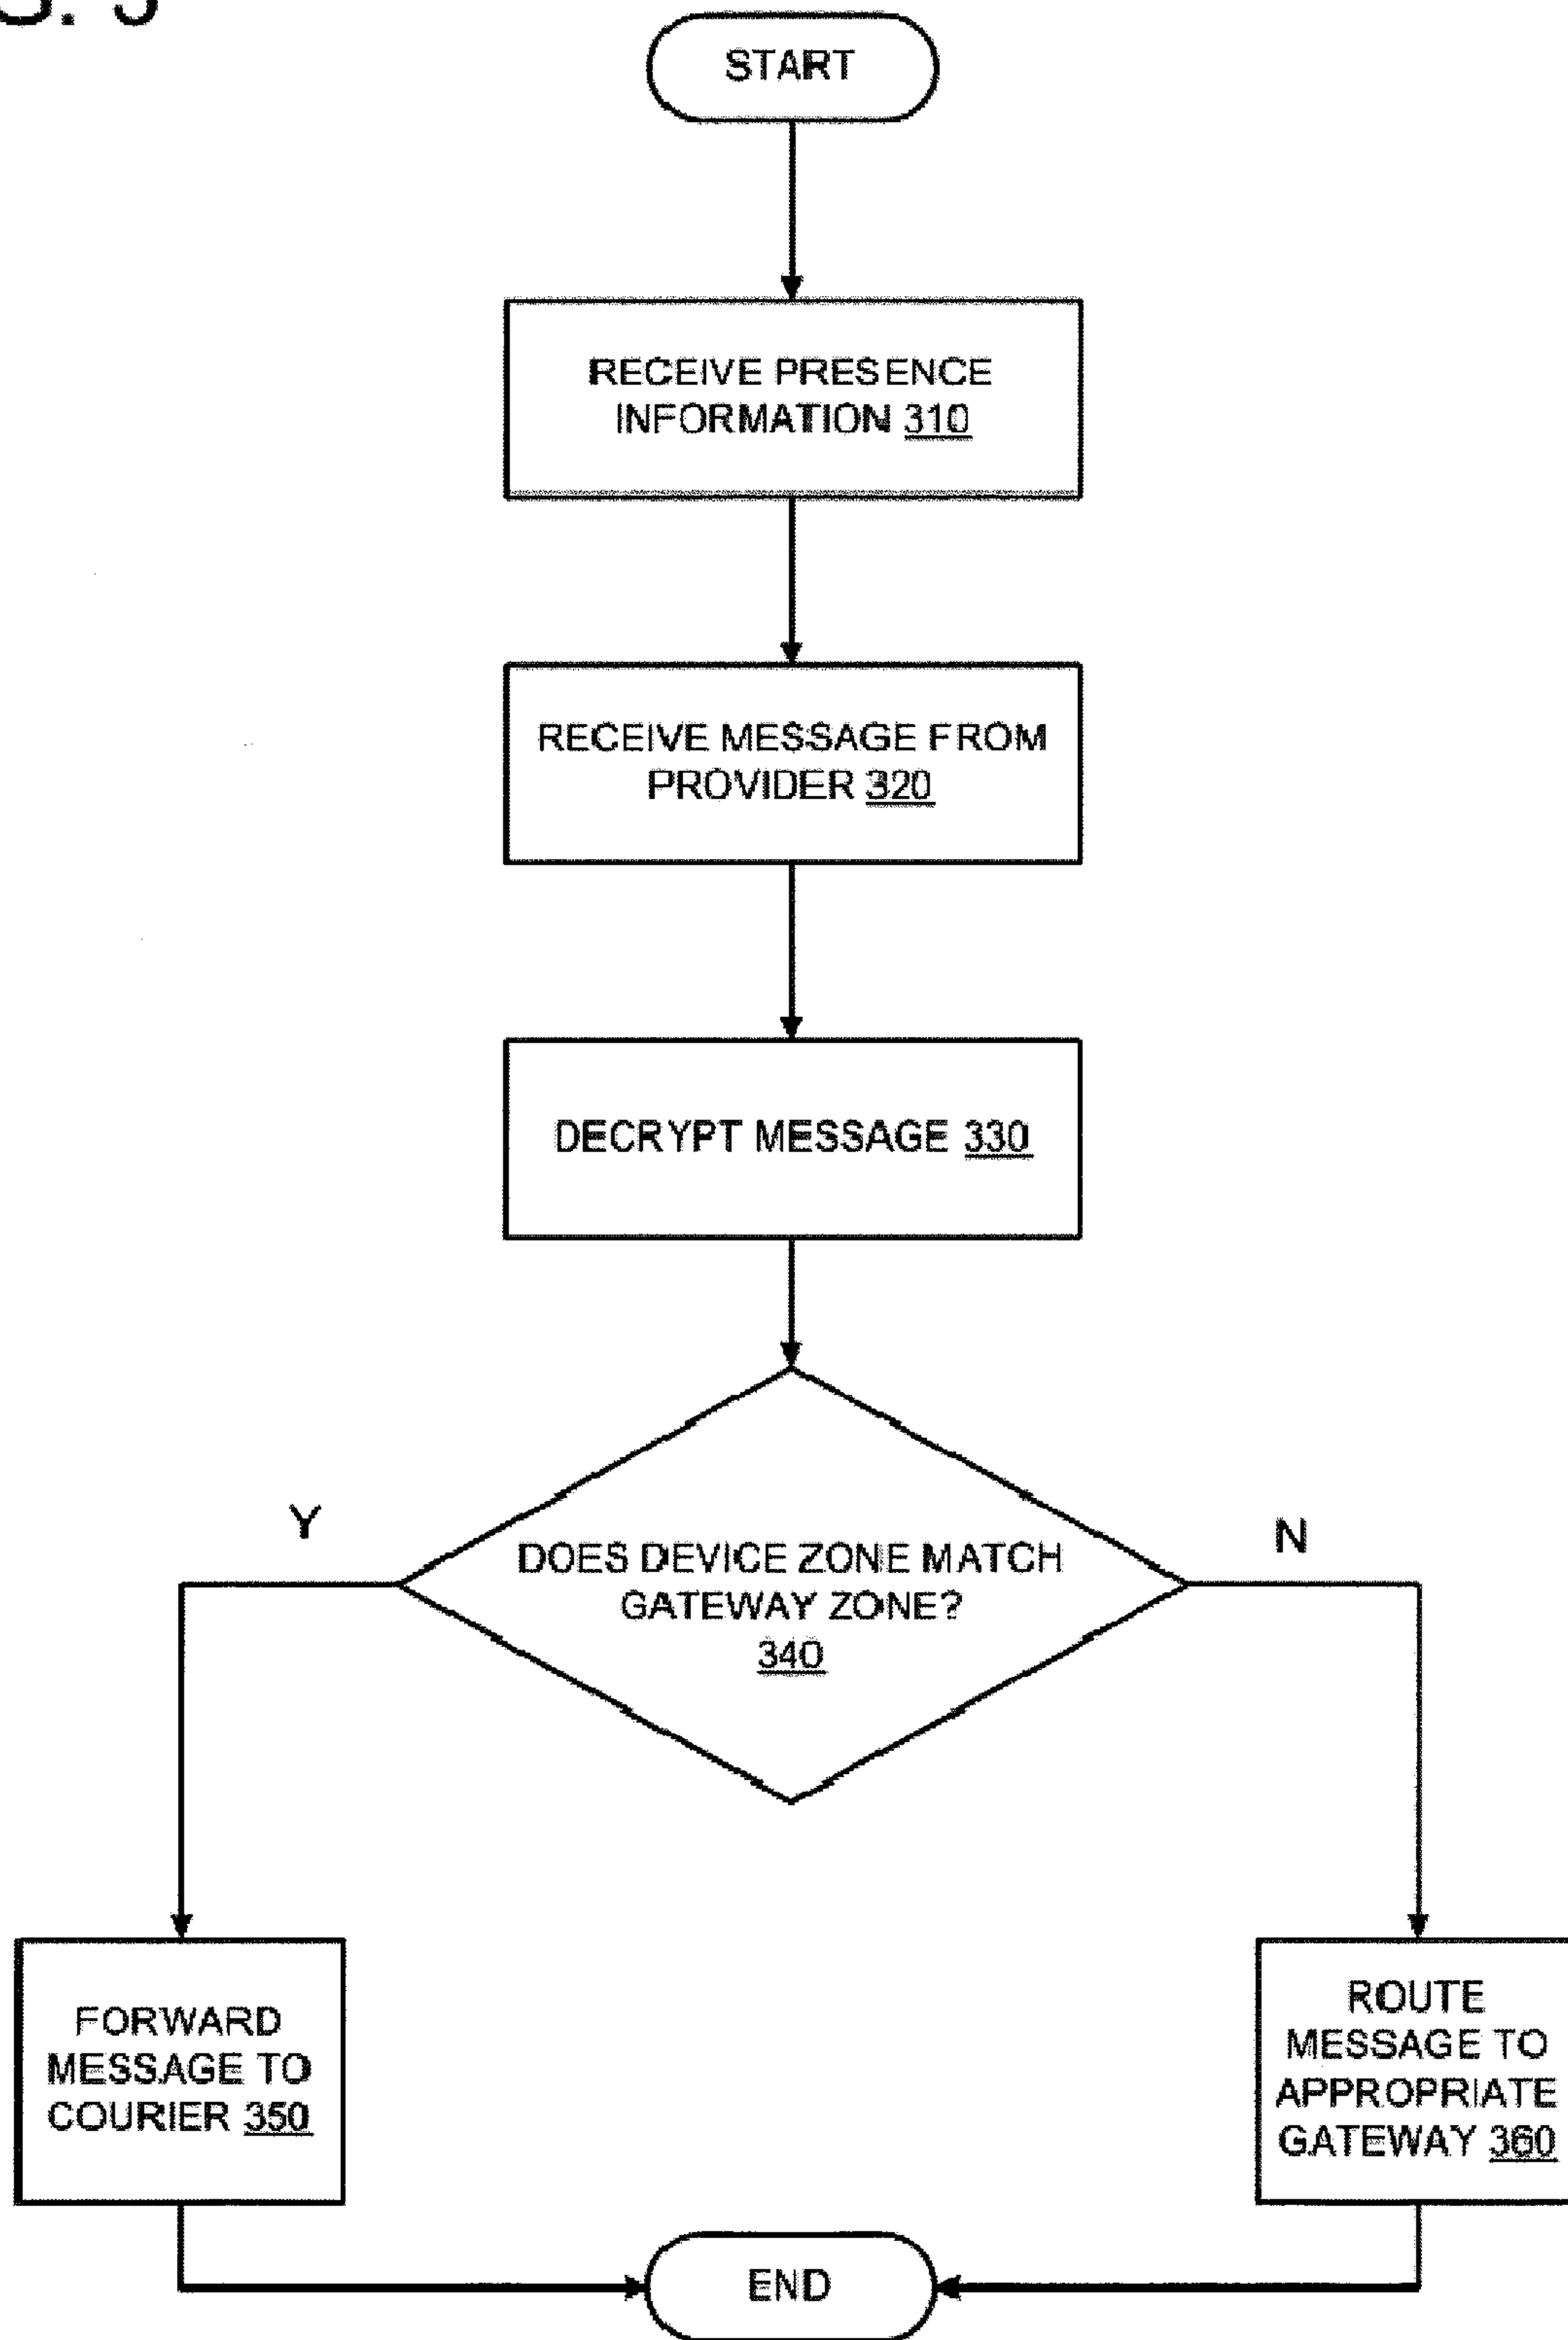 START
RECEIVE PRESENCE
INFORMATION 310
RECEIVE MESSAGE FROM
PROVIDER 320
DECRYPT MESSAGE 330
Y
N
DOES DEVICE ZONE MATCH
GATEWAY ZONE?
340
FORWARD
MESSAGE TO
COURIER 350
ROUTE
MESSAGE TO
APPROPRIATE
GATEWAY 360
END